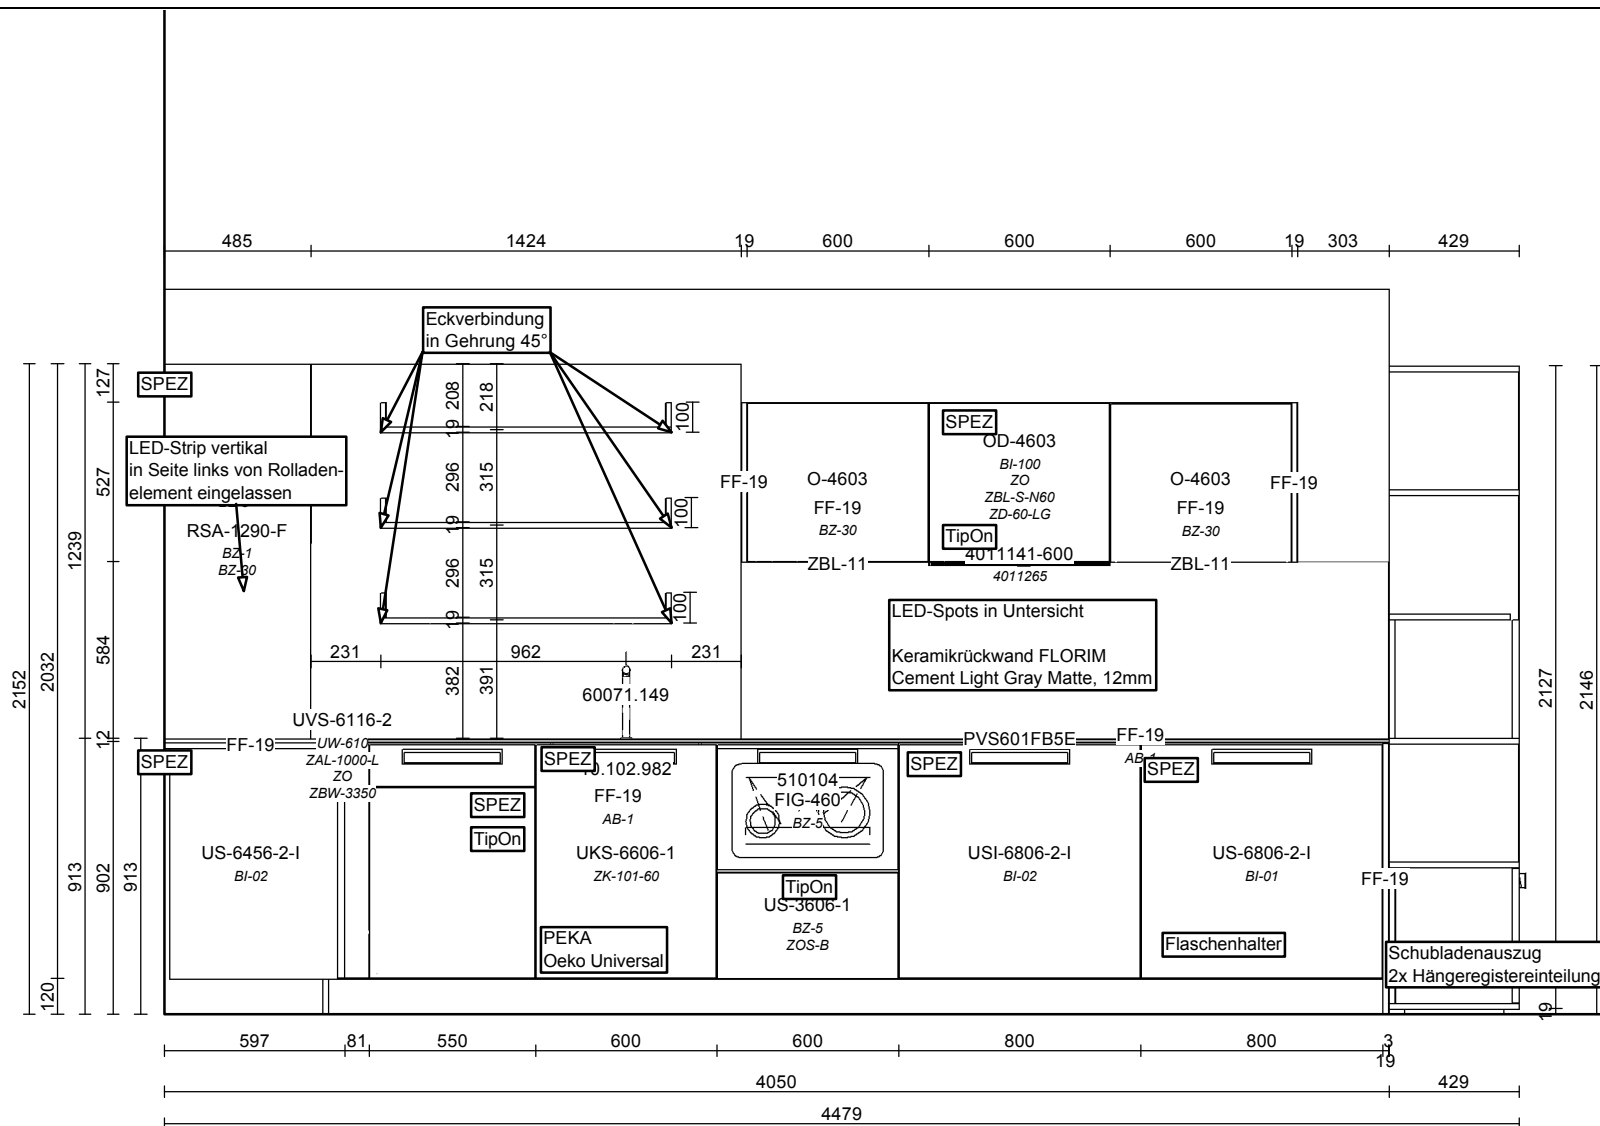 485
1424
19
600
600
600
19
303
429
Eckverbindung
in Gehrung 45°
SPEZ
127
208
218
100
19
SPEZ
OD-4603
BI-100
ZO
ZBL-S-N60
ZD-60-LG
TipOn
4011141-600
4011265
LED-Strip vertikal
in Seite links von Rolladen-
element eingelassen
RSA-1290-F
BZ-1
BZ-30
527
296
315
100
19
FF-19
O-4603
FF-19
BZ-30
ZBL-11
O-4603
FF-19
BZ-30
ZBL-11
FF-19
1239
296
315
100
19
LED-Spots in Untersicht
Keramikrückwand FLORIM
Cement Light Gray Matte, 12mm
584
231
962
231
382
391
60071.149
2152
2032
2127
2146
12
UVS-6116-2
FF-19
UW-610
ZAL-1000-L
ZO
ZBW-3350
SPEZ
SPEZ
10.102.982
FF-19
AB-1
510104
FIG-460
BZ-5
PVS601FB5E
SPEZ
FF-19
AB-1
SPEZ
SPEZ
TipOn
913
902
913
US-6456-2-I
BI-02
UKS-6606-1
ZK-101-60
USI-6806-2-I
BI-02
US-6806-2-I
BI-01
FF-19
TipOn
US-3606-1
BZ-5
ZOS-B
PEKA
Oeko Universal
Flaschenhalter
Schubladenauszug
2x Hängeregistereinteilung
120
19
597
81
550
600
600
800
800
3
19
4050
429
4479